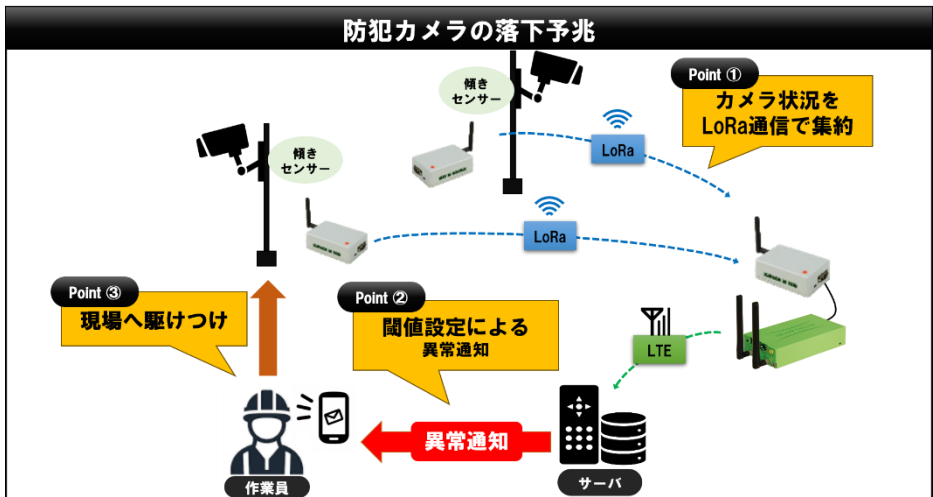 防犯カメラの落下予兆
Point ①
カメラ状況を
LoRa通信で集約
傾き
センサー
LoRa
傾き
センサー
LoRa
Point ③
現場へ駆けつけ
Point ②
閾値設定による
異常通知
LTE
異常通知
作業員
サーバ